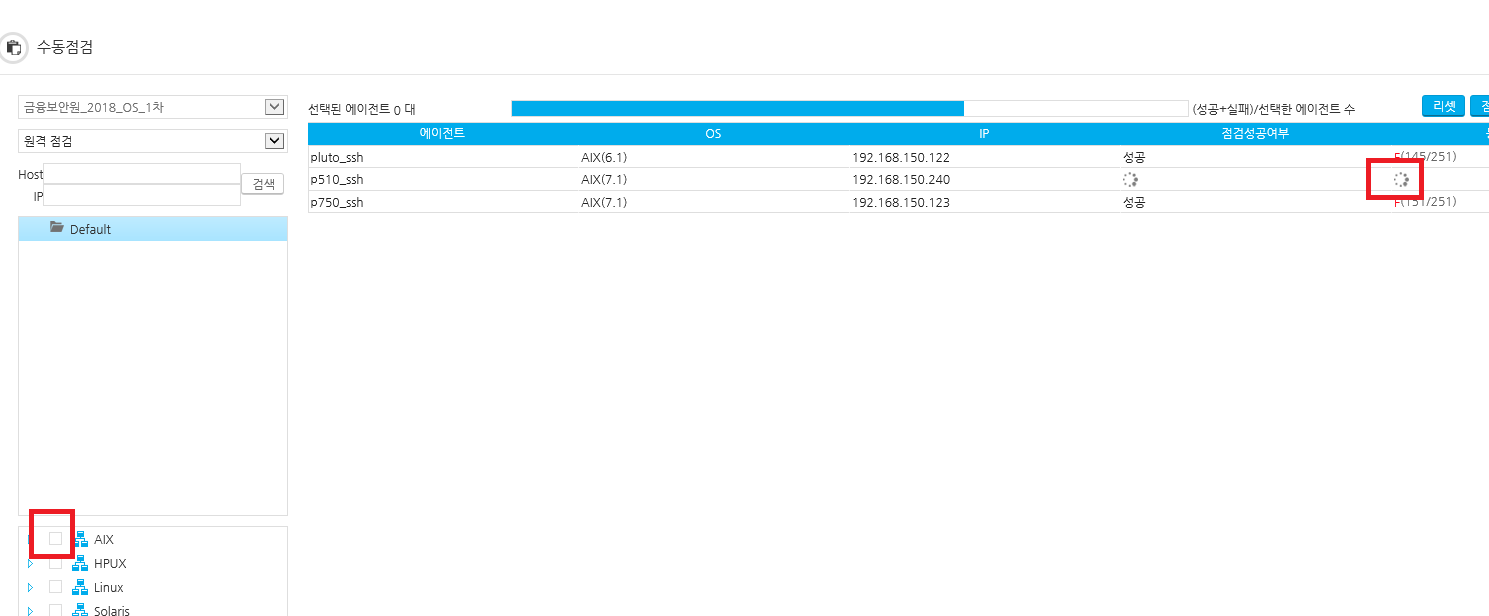 수동점검
금융보안원_2018_OS_1차
원격 점검
Host
IP
검색
Default
AIX
HPUX
Linux
Solaris
선택된 에이전트 0 대
(성공+실패)/선택한 에이전트 수
리셋
에이전트 OS IP 점검성공여부
pluto_ssh AIX(6.1) 192.168.150.122 성공 F(145/251)
p510_ssh AIX(7.1) 192.168.150.240
p750_ssh AIX(7.1) 192.168.150.123 성공 F(151/251)